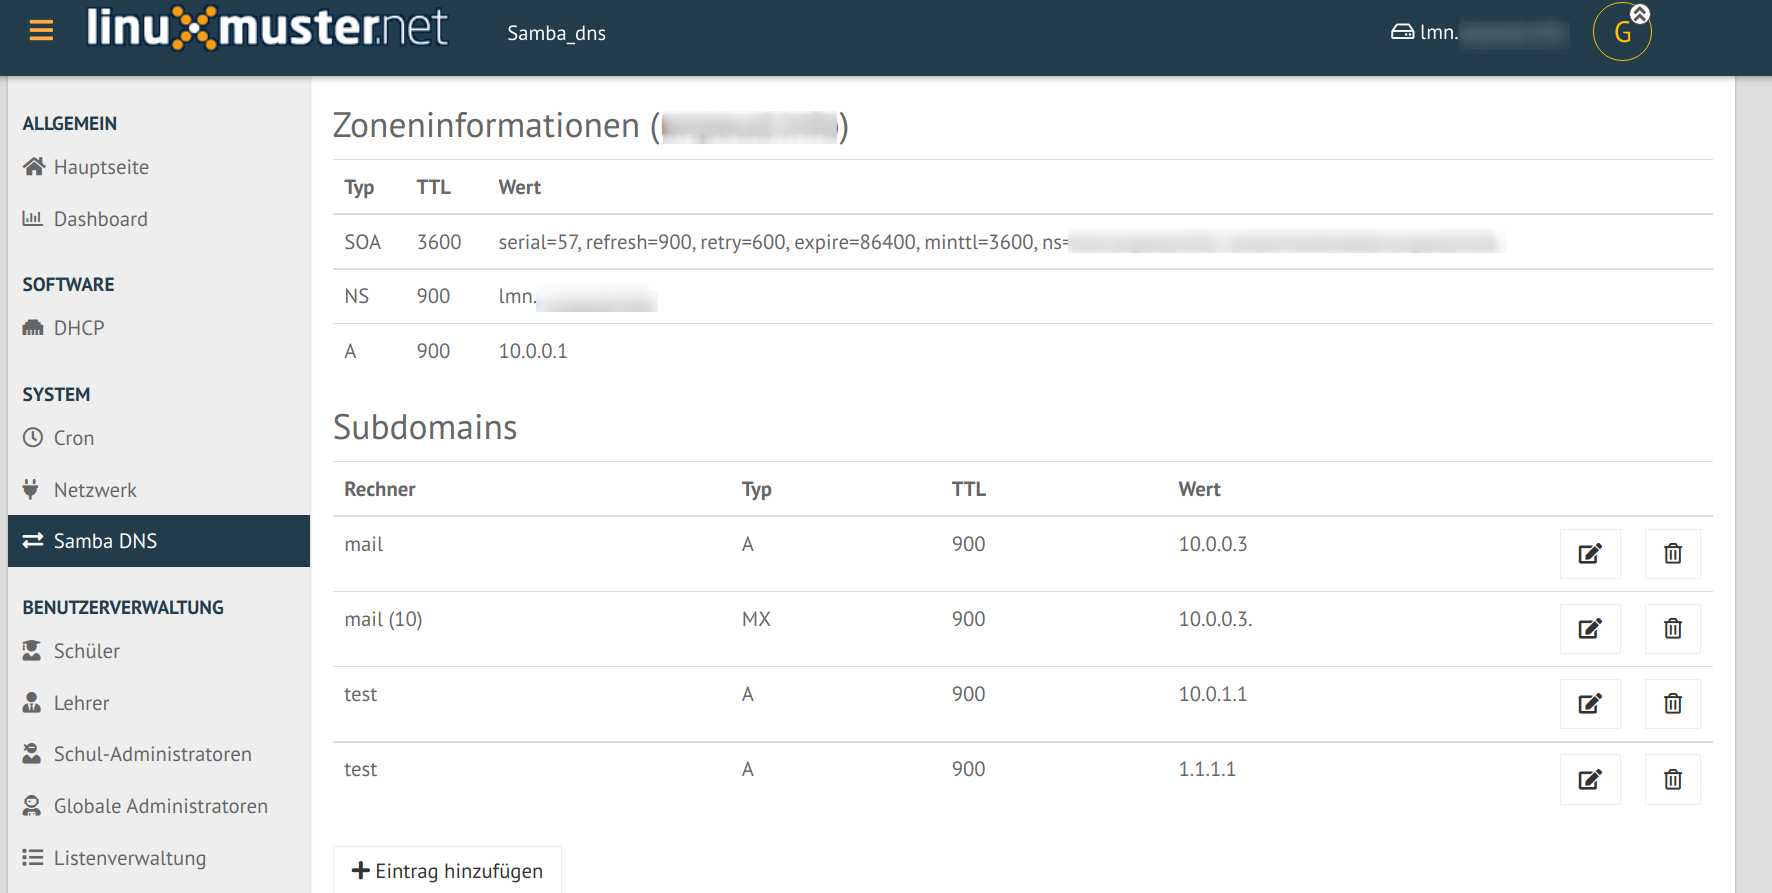 linuxmuster.net
Samba_dns
lmn.
G
ALLGEMEIN
Hauptseite
Dashboard
SOFTWARE
DHCP
SYSTEM
Cron
Netzwerk
Samba DNS
BENUTZERVERWALTUNG
Schüler
Lehrer
Schul-Administratoren
Globale Administratoren
Listenverwaltung
Zoneninformationen ()
Typ TTL Wert
SOA 3600 serial=57, refresh=900, retry=600, expire=86400, minttl=3600, ns=
NS 900 lmn.
A 900 10.0.0.1
Subdomains
Rechner Typ TTL Wert
mail A 900 10.0.0.3
mail (10) MX 900 10.0.0.3.
test A 900 10.0.1.1
test A 900 1.1.1.1
Eintrag hinzufügen